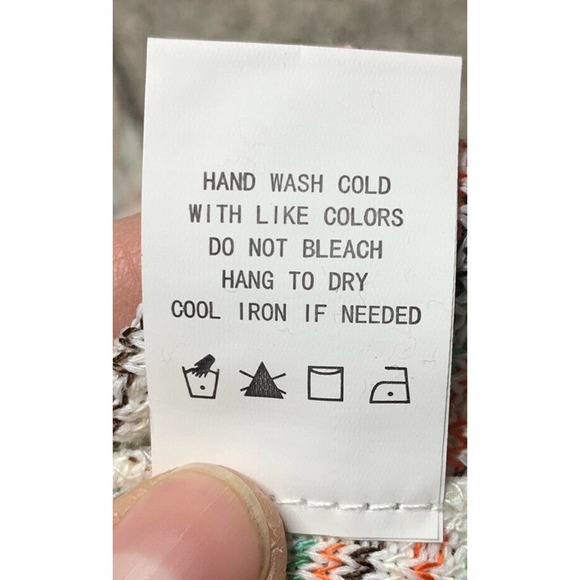 HAND WASH COLD
WITH LIKE COLORS
DO NOT BLEACH
HANG TO DRY
COOL IRON IF NEEDED